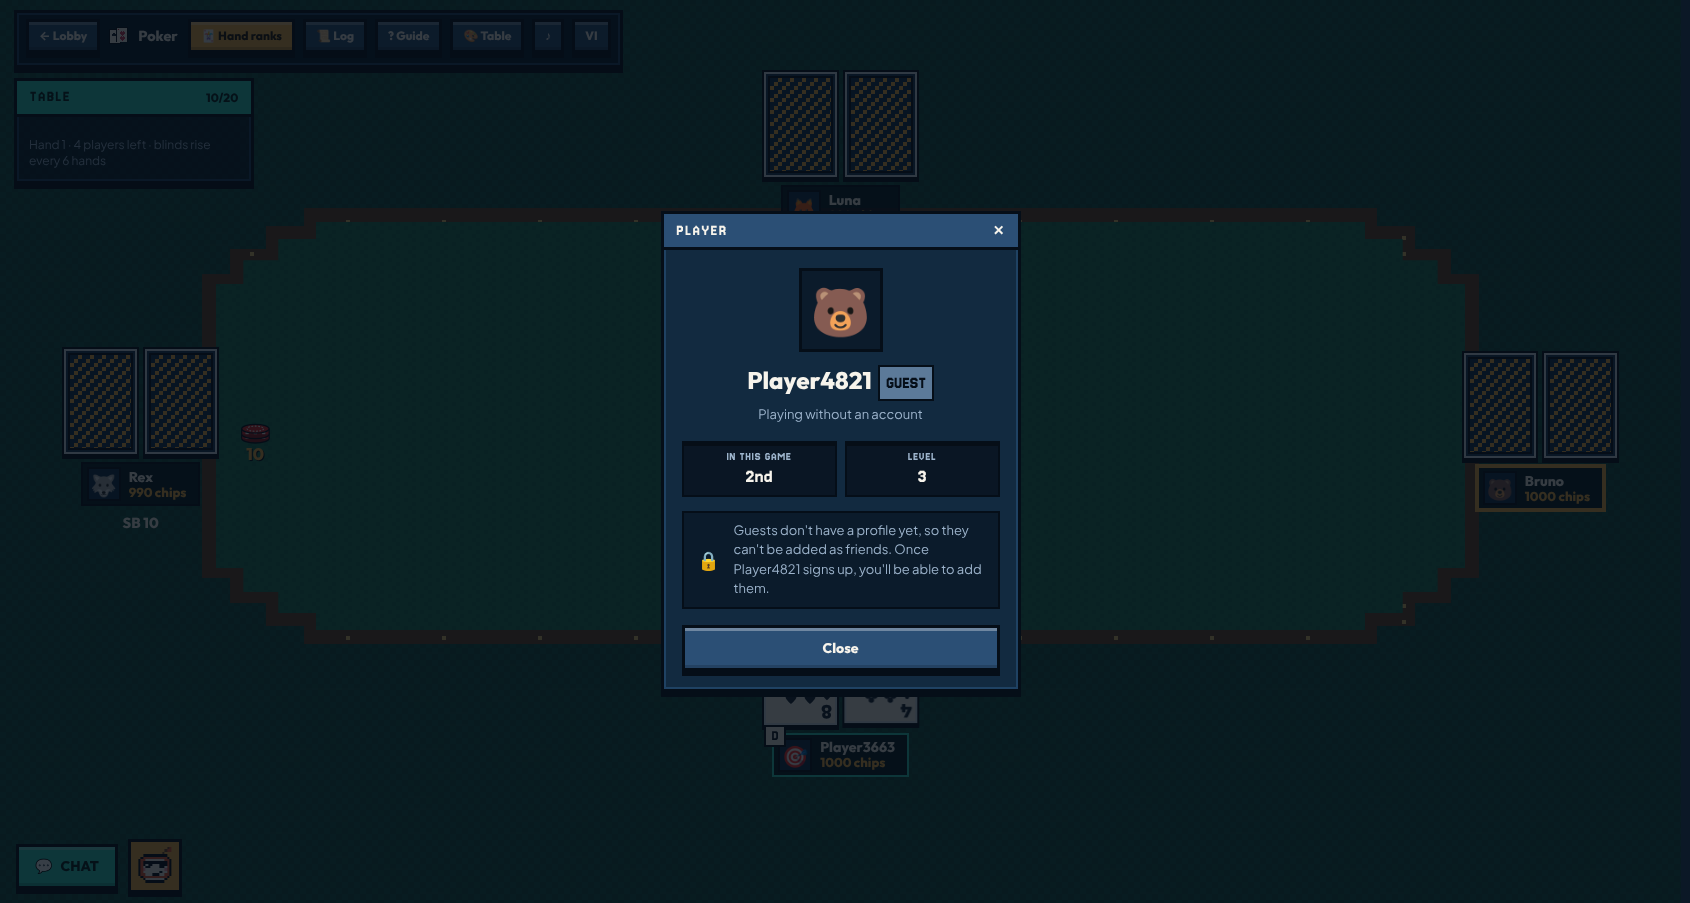 ← Lobby
Poker
Hand ranks
Log
? Guide
Table
♪
VI
TABLE
10/20
Hand 1 · 4 players left · blinds rise
every 6 hands
Luna
PLAYER
×
Player4821
GUEST
Playing without an account
IN THIS GAME
2nd
LEVEL
3
Guests don't have a profile yet, so they
can't be added as friends. Once
Player4821 signs up, you'll be able to add
them.
Close
10
Rex
990 chips
SB 10
Bruno
1000 chips
8
4
D
Player3663
1000 chips
CHAT